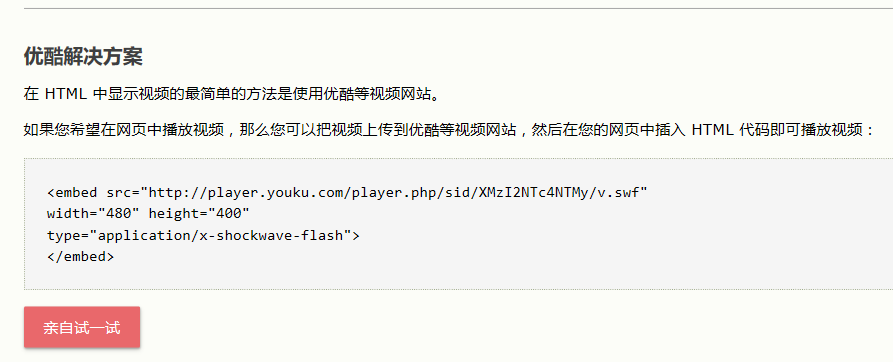 优酷解决方案
在 HTML 中显示视频的最简单的方法是使用优酷等视频网站。
如果您希望在网页中播放视频，那么您可以把视频上传到优酷等视频网站，然后在您的网页中插入 HTML 代码即可播放视频：
<embed src="http://player.youku.com/player.php/sid/XMzI2NTc4NTMy/v.swf"
width="480" height="400"
type="application/x-shockwave-flash">
</embed>
亲自试一试